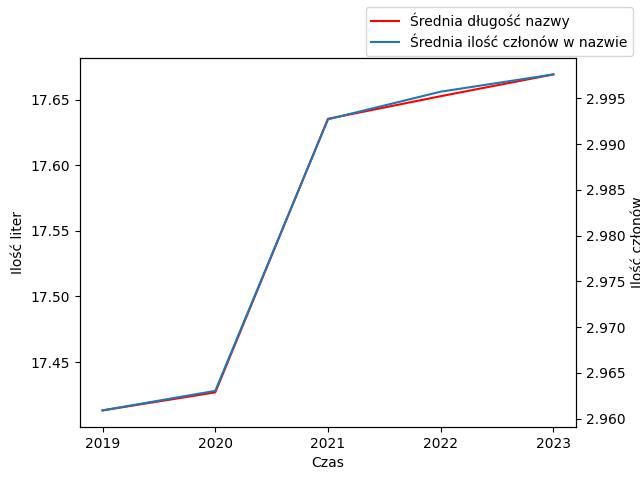 Średnia długość nazwy
Średnia ilość członów w nazwie
17.65
17.60
17.55
17.50
17.45
Ilość liter
2.995
2.990
2.985
2.980
2.975
2.970
2.965
2.960
Ilość członów
2019 2020 2021 2022 2023
Czas